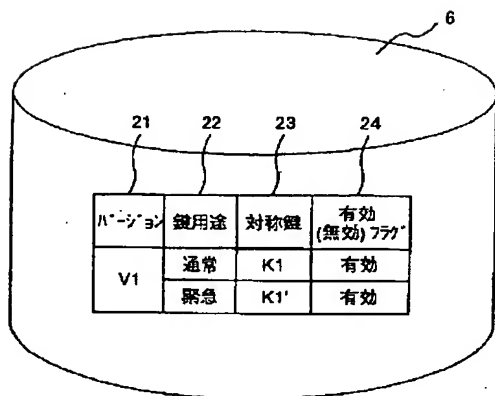 6
21 22 23 24
バージョン 鍵用途 対称鍵 有効
(無効)フラグ
V1 通常 K1 有効
緊急 K1' 有効